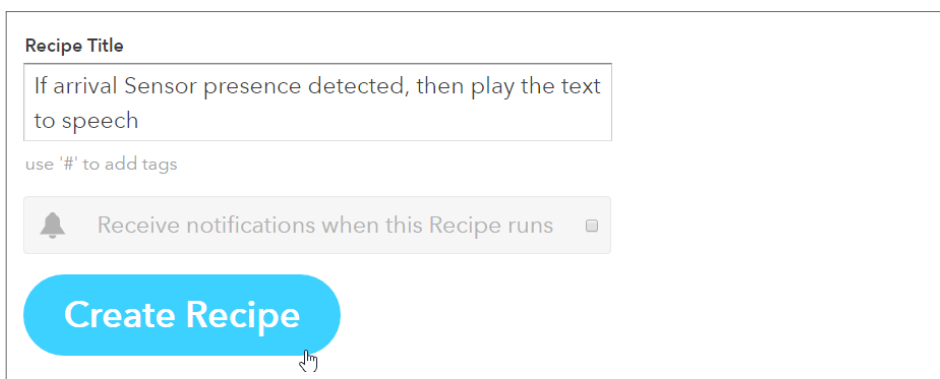 Recipe Title
If arrival Sensor presence detected, then play the text
to speech
use '#' to add tags
Receive notifications when this Recipe runs
Create Recipe